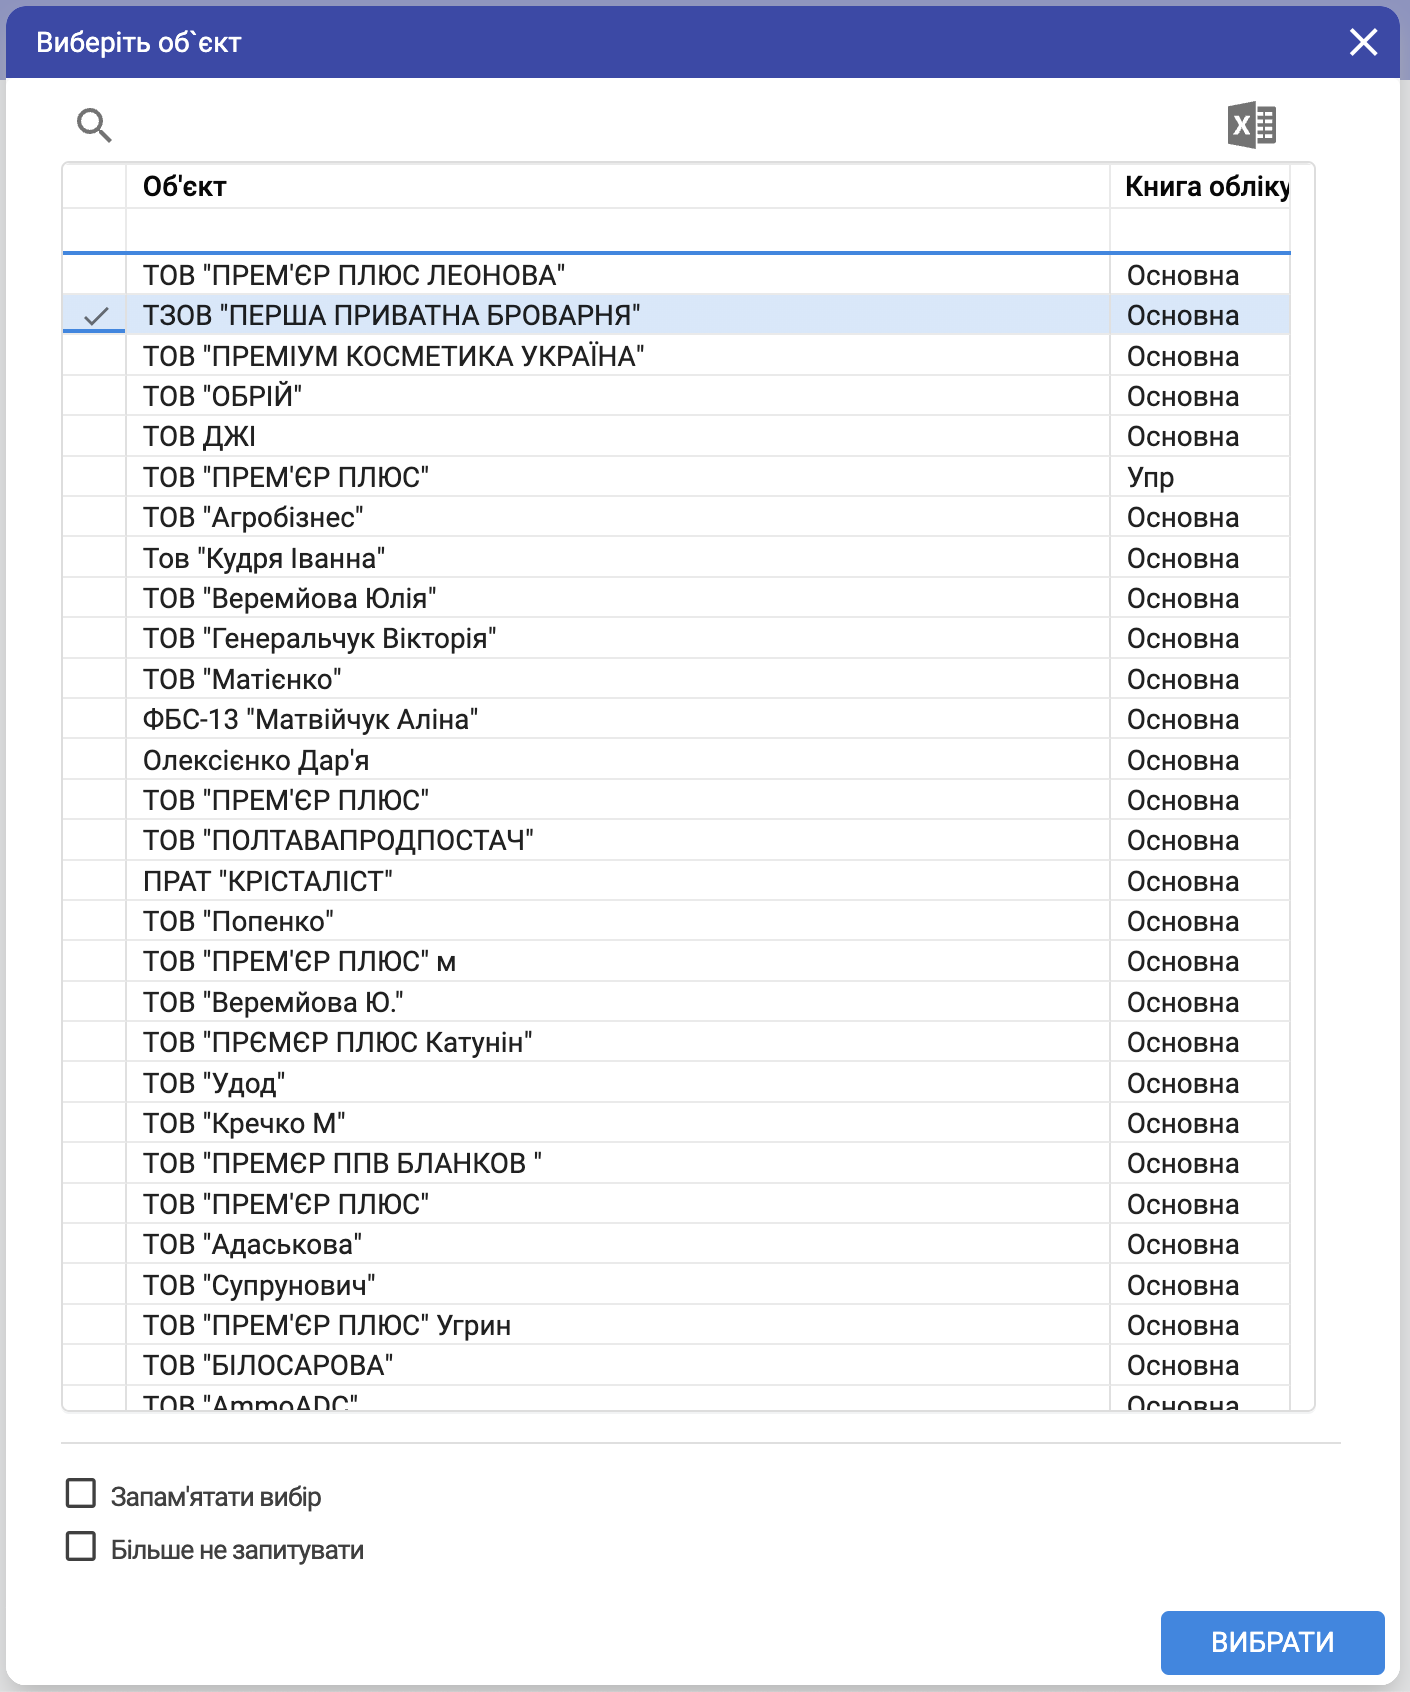 Виберіть об`єкт
X
Об'єкт Книга обліку
ТОВ "ПРЕМ'ЄР ПЛЮС ЛЕОНОВА" Основна
ТЗОВ "ПЕРША ПРИВАТНА БРОВАРНЯ" Основна
ТОВ "ПРЕМІУМ КОСМЕТИКА УКРАЇНА" Основна
ТОВ "ОБРІЙ" Основна
ТОВ ДЖІ Основна
ТОВ "ПРЕМ'ЄР ПЛЮС" Упр
ТОВ "Агробізнес" Основна
Тов "Кудря Іванна" Основна
ТОВ "Веремйова Юлія" Основна
ТОВ "Генеральчук Вікторія" Основна
ТОВ "Матієнко" Основна
ФБС-13 "Матвійчук Аліна" Основна
Олексієнко Дар'я Основна
ТОВ "ПРЕМ'ЄР ПЛЮС" Основна
ТОВ "ПОЛТАВАПРОДПОСТАЧ" Основна
ПРАТ "КРІСТАЛІСТ" Основна
ТОВ "Попенко" Основна
ТОВ "ПРЕМ'ЄР ПЛЮС" м Основна
ТОВ "Веремйова Ю." Основна
ТОВ "ПРЄМЄР ПЛЮС Катунін" Основна
ТОВ "Удод" Основна
ТОВ "Кречко М" Основна
ТОВ "ПРЕМЄР ППВ БЛАНКОВ " Основна
ТОВ "ПРЕМ'ЄР ПЛЮС" Основна
ТОВ "Адаськова" Основна
ТОВ "Супрунович" Основна
ТОВ "ПРЕМ'ЄР ПЛЮС" Угрин Основна
ТОВ "БІЛОСАРОВА" Основна
ТОВ "AmmoADC" Основна
Запам'ятати вибір
Більше не запитувати
ВИБРАТИ